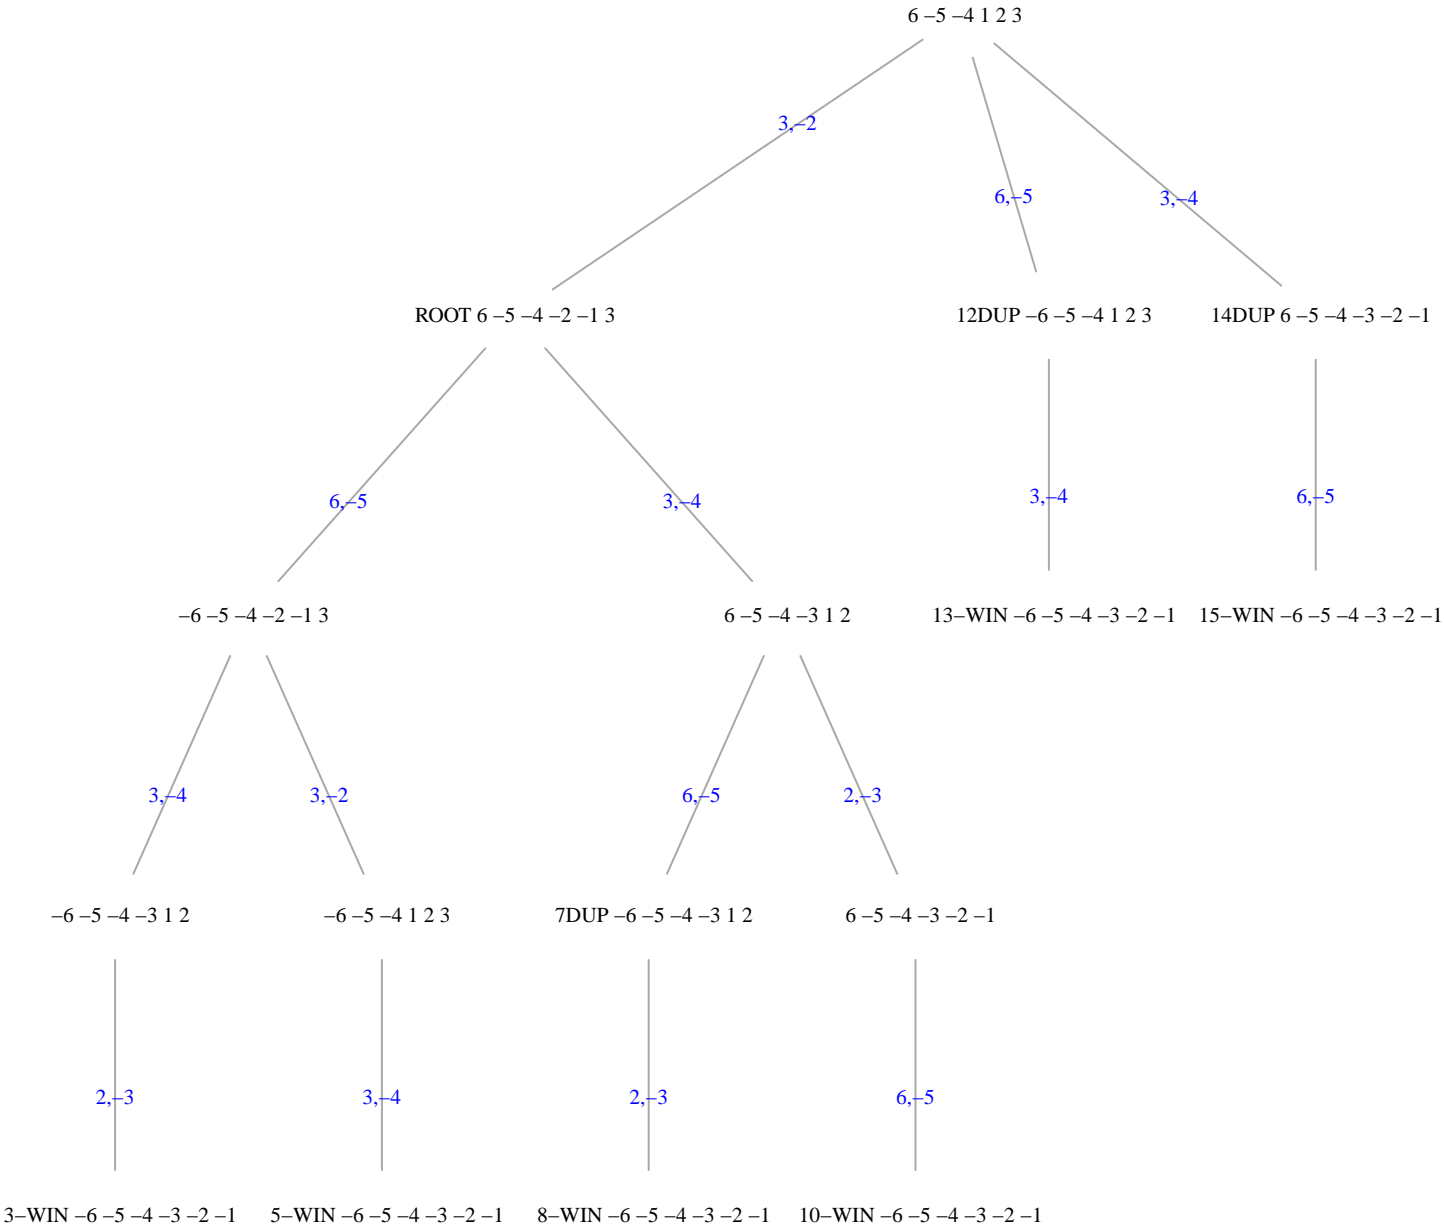 6 –5 –4 1 2 3
3,–2
6,–5
3,–4
ROOT 6 –5 –4 –2 –1 3
12DUP –6 –5 –4 1 2 3
14DUP 6 –5 –4 –3 –2 –1
6,–5
3,–4
3,–4
6,–5
–6 –5 –4 –2 –1 3
6 –5 –4 –3 1 2
13–WIN –6 –5 –4 –3 –2 –1
15–WIN –6 –5 –4 –3 –2 –1
3,–4
3,–2
6,–5
2,–3
–6 –5 –4 –3 1 2
–6 –5 –4 1 2 3
7DUP –6 –5 –4 –3 1 2
6 –5 –4 –3 –2 –1
2,–3
3,–4
2,–3
6,–5
3–WIN –6 –5 –4 –3 –2 –1
5–WIN –6 –5 –4 –3 –2 –1
8–WIN –6 –5 –4 –3 –2 –1
10–WIN –6 –5 –4 –3 –2 –1